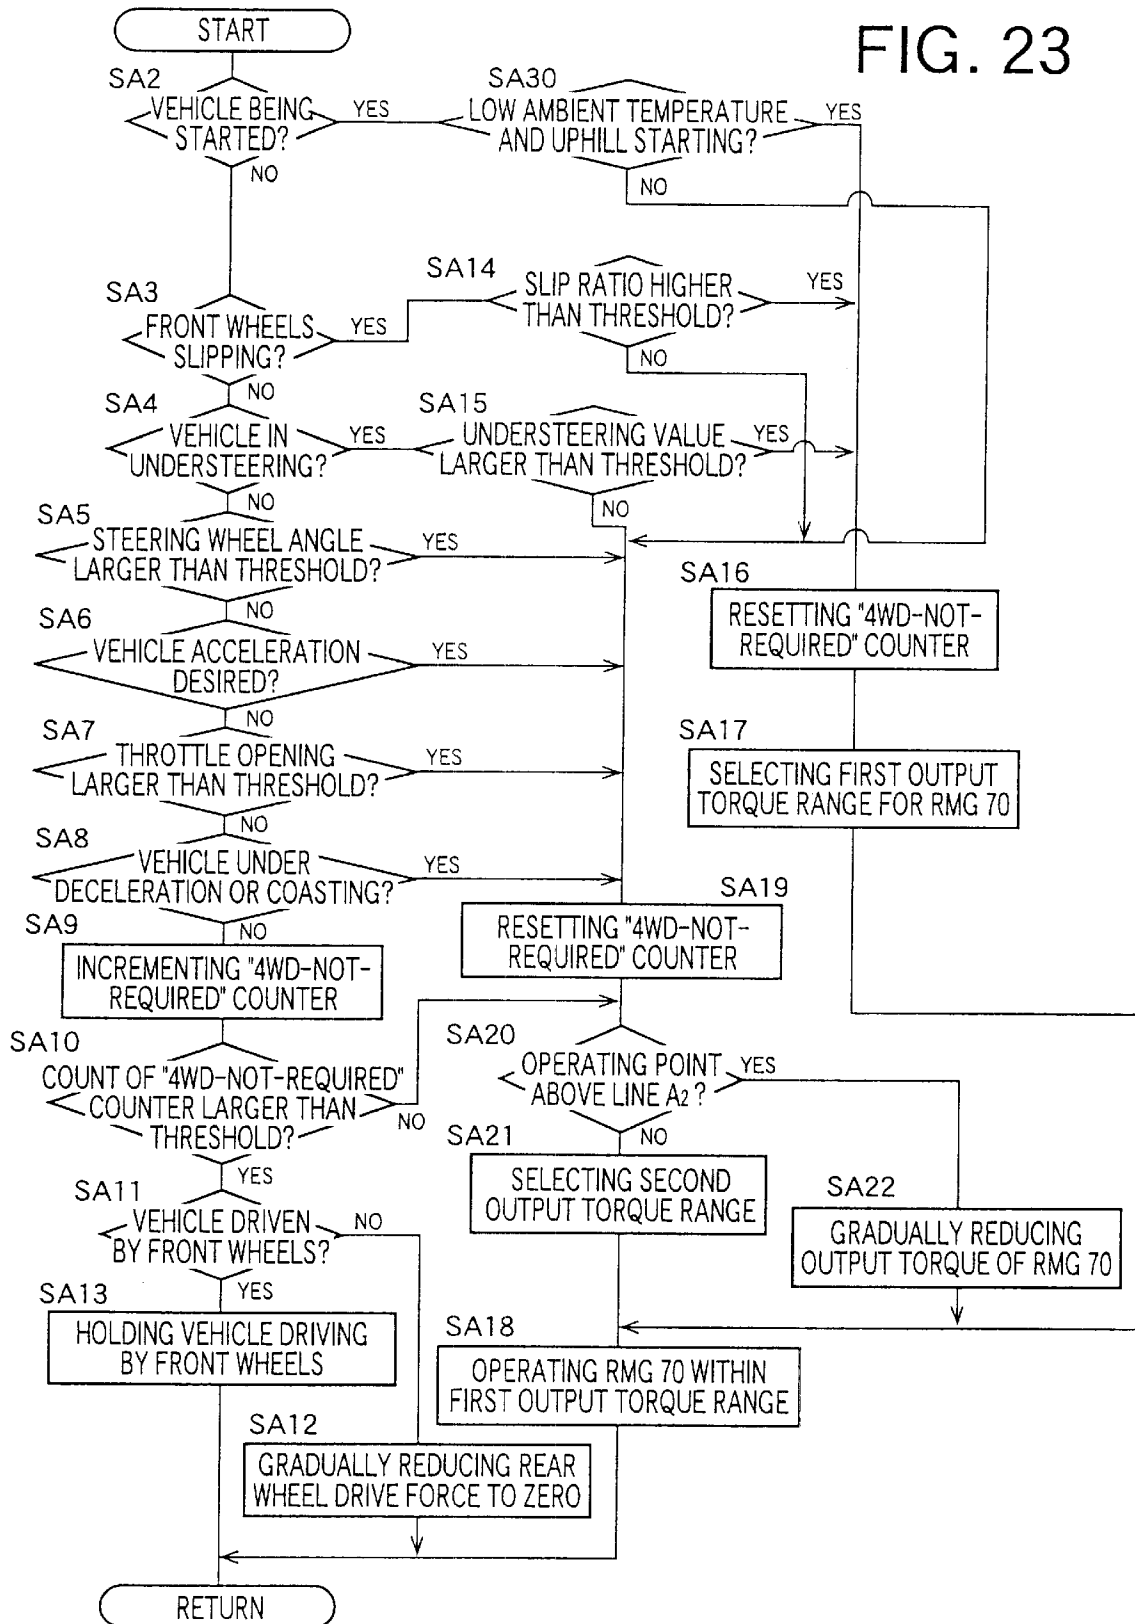 FIG. 23
START
SA2
VEHICLE BEING
STARTED?
YES
NO
SA30
LOW AMBIENT TEMPERATURE
AND UPHILL STARTING?
YES
NO
SA3
FRONT WHEELS
SLIPPING?
YES
NO
SA14
SLIP RATIO HIGHER
THAN THRESHOLD?
YES
NO
SA4
VEHICLE IN
UNDERSTEERING?
YES
NO
SA15
UNDERSTEERING VALUE
LARGER THAN THRESHOLD?
YES
NO
SA5
STEERING WHEEL ANGLE
LARGER THAN THRESHOLD?
YES
NO
SA16
RESETTING "4WD-NOT-
REQUIRED" COUNTER
SA6
VEHICLE ACCELERATION
DESIRED?
YES
NO
SA7
THROTTLE OPENING
LARGER THAN THRESHOLD?
YES
NO
SA17
SELECTING FIRST OUTPUT
TORQUE RANGE FOR RMG 70
SA8
VEHICLE UNDER
DECELERATION OR COASTING?
YES
NO
SA9
INCREMENTING "4WD-NOT-
REQUIRED" COUNTER
SA19
RESETTING "4WD-NOT-
REQUIRED" COUNTER
SA10
COUNT OF "4WD-NOT-REQUIRED"
COUNTER LARGER THAN
THRESHOLD?
NO
YES
SA20
OPERATING POINT
ABOVE LINE A2 ?
YES
NO
SA11
VEHICLE DRIVEN
BY FRONT WHEELS?
NO
YES
SA21
SELECTING SECOND
OUTPUT TORQUE RANGE
SA22
GRADUALLY REDUCING
OUTPUT TORQUE OF RMG 70
SA13
HOLDING VEHICLE DRIVING
BY FRONT WHEELS
SA18
OPERATING RMG 70 WITHIN
FIRST OUTPUT TORQUE RANGE
SA12
GRADUALLY REDUCING REAR
WHEEL DRIVE FORCE TO ZERO
RETURN